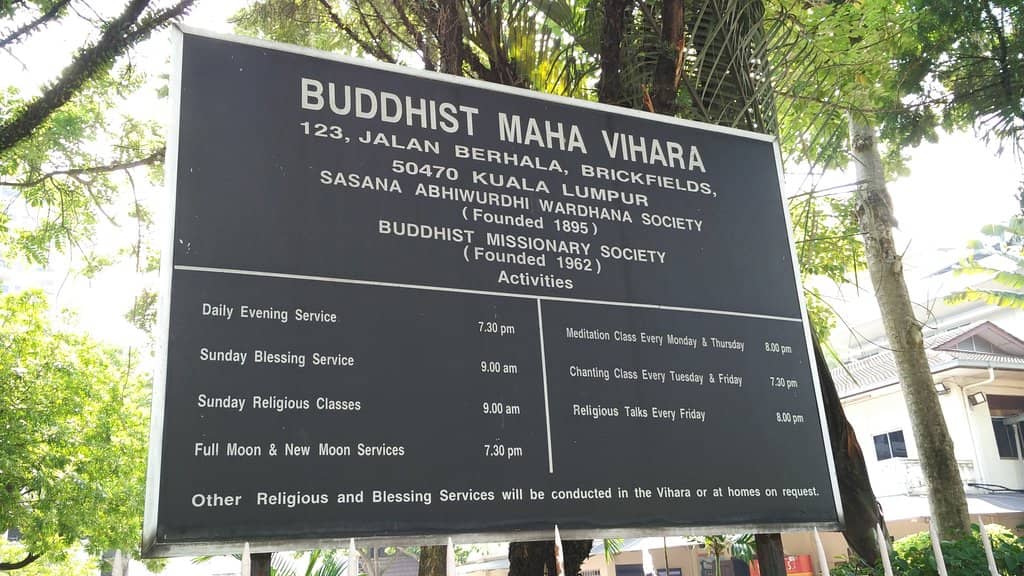 BUDDHIST MAHA VIHARA
123, JALAN BERHALA, BRICKFIELDS,
50470 KUALA LUMPUR
SASANA ABHIWURDHI WARDHANA SOCIETY
(Founded 1895)
BUDDHIST MISSIONARY SOCIETY
(Founded 1962)
Activities
Daily Evening Service 7.30 pm
Sunday Blessing Service 9.00 am
Sunday Religious Classes 9.00 am
Full Moon & New Moon Services 7.30 pm
Meditation Class Every Monday & Thursday 8.00 pm
Chanting Class Every Tuesday & Friday 7.30 pm
Religious Talks Every Friday 8.00 pm
Other Religious and Blessing Services will be conducted in the Vihara or at homes on request.